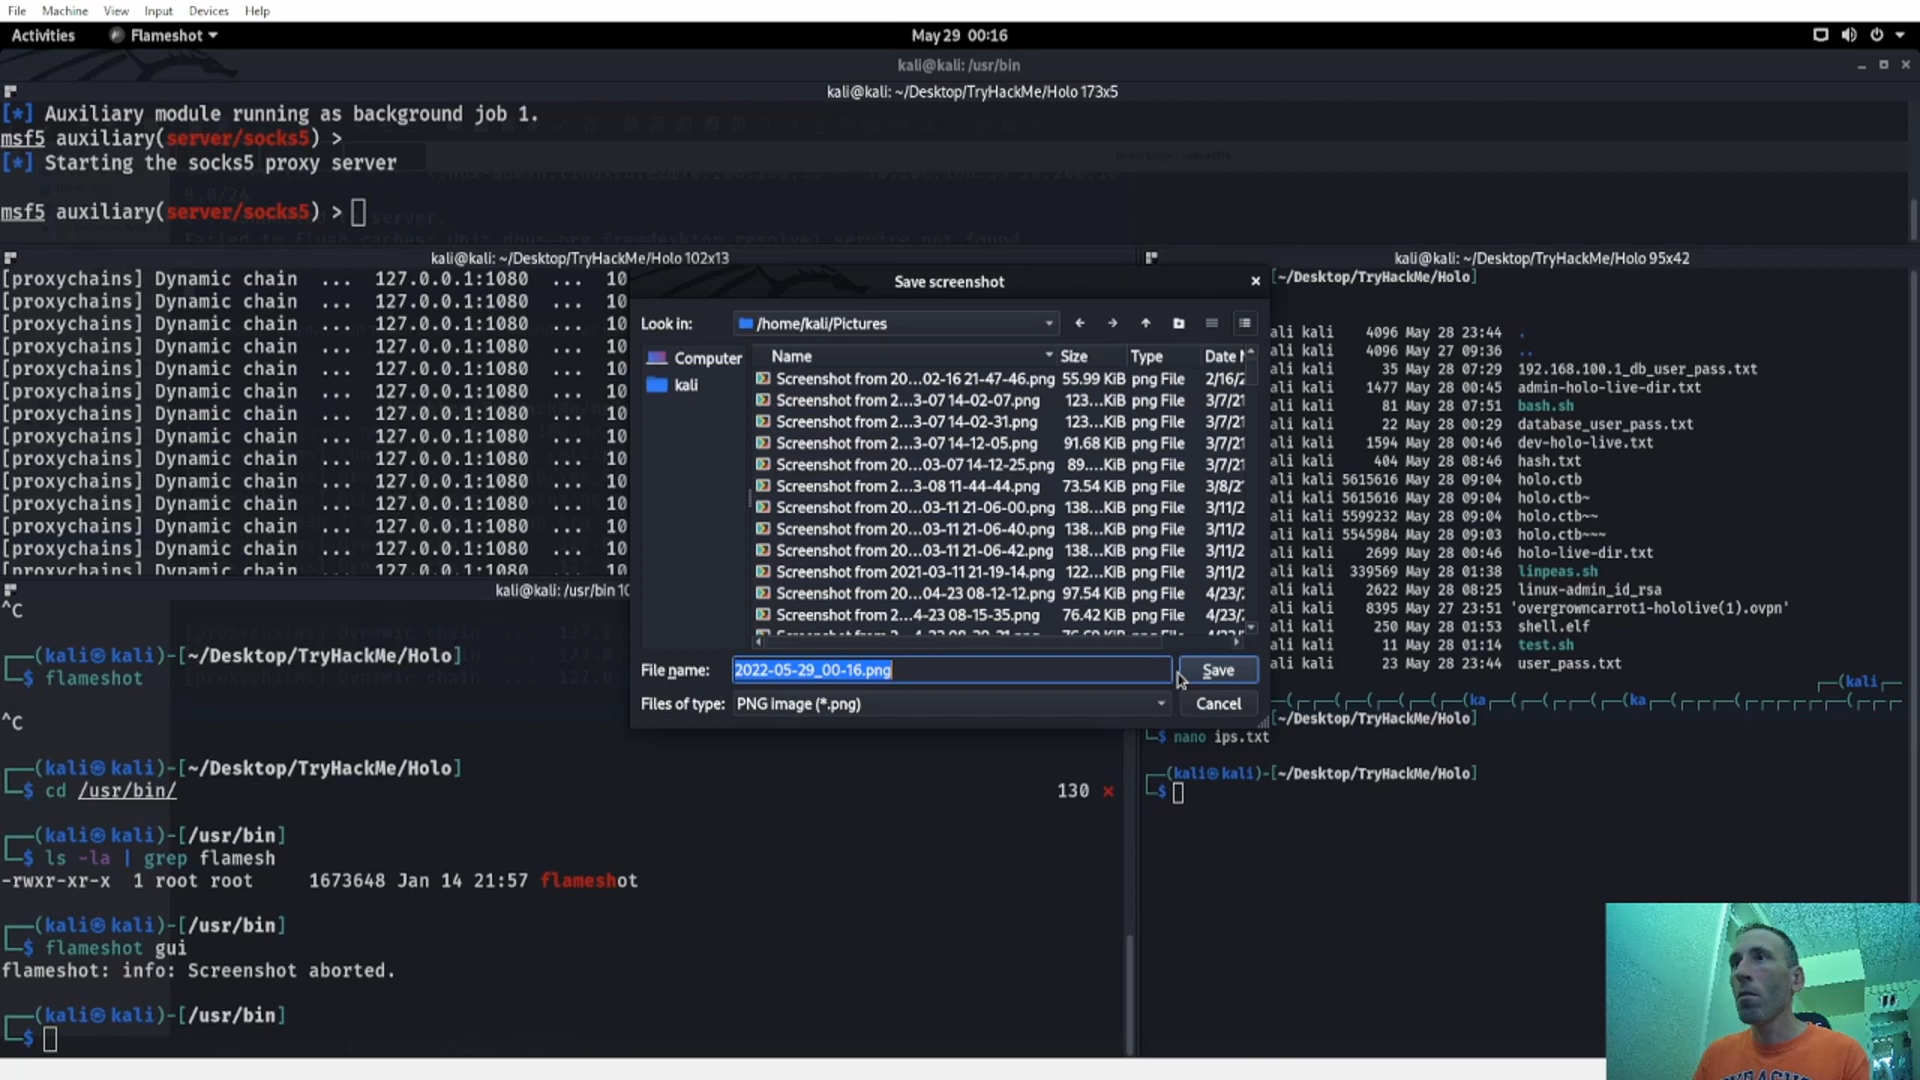 File Machine View Input Devices Help
Activities Flameshot May 29 00:16
kali@kali: /usr/bin
kali@kali: ~/Desktop/TryHackMe/Holo 173x5
[*] Auxiliary module running as background job 1.
msf5 auxiliary(server/socks5) >
[*] Starting the socks5 proxy server
msf5 auxiliary(server/socks5) >
kali@kali: ~/Desktop/TryHackMe/Holo 102x13
[proxychains] Dynamic chain ... 127.0.0.1:1080 ... 10
[proxychains] Dynamic chain ... 127.0.0.1:1080 ... 10
[proxychains] Dynamic chain ... 127.0.0.1:1080 ... 10
[proxychains] Dynamic chain ... 127.0.0.1:1080 ... 10
[proxychains] Dynamic chain ... 127.0.0.1:1080 ... 10
[proxychains] Dynamic chain ... 127.0.0.1:1080 ... 10
[proxychains] Dynamic chain ... 127.0.0.1:1080 ... 10
[proxychains] Dynamic chain ... 127.0.0.1:1080 ... 10
[proxychains] Dynamic chain ... 127.0.0.1:1080 ... 10
[proxychains] Dynamic chain ... 127.0.0.1:1080 ... 10
[proxychains] Dynamic chain ... 127.0.0.1:1080 ... 10
[proxychains] Dynamic chain ... 127.0.0.1:1080 ... 10
[proxychains] Dynamic chain ... 127.0.0.1:1080 ... 10
[proxychains] Dynamic chain ... 127.0.0.1:1080 ... 10
kali@kali: /usr/bin 10
^C
(kali㉿kali)-[~/Desktop/TryHackMe/Holo]
$ flameshot
^C
(kali㉿kali)-[~/Desktop/TryHackMe/Holo]
$ cd /usr/bin/ 130 ×
(kali㉿kali)-[/usr/bin]
$ ls -la | grep flamesh
-rwxr-xr-x 1 root root 1673648 Jan 14 21:57 flameshot
(kali㉿kali)-[/usr/bin]
$ flameshot gui
flameshot: info: Screenshot aborted.
(kali㉿kali)-[/usr/bin]
$
Save screenshot
Look in: /home/kali/Pictures
Computer
kali
Name Size Type Date
Screenshot from 20...02-16 21-47-46.png 55.99 KiB png File 2/16/2
Screenshot from 2...3-07 14-02-07.png 123...KiB png File 3/7/21
Screenshot from 2...3-07 14-02-31.png 123...KiB png File 3/7/21
Screenshot from 2...3-07 14-12-05.png 91.68 KiB png File 3/7/21
Screenshot from 20...03-07 14-12-25.png 89....KiB png File 3/7/21
Screenshot from 2...3-08 11-44-44.png 73.54 KiB png File 3/8/2
Screenshot from 20...03-11 21-06-00.png 138...KiB png File 3/11/2
Screenshot from 20...03-11 21-06-40.png 138...KiB png File 3/11/2
Screenshot from 20...03-11 21-06-42.png 138...KiB png File 3/11/2
Screenshot from 2021-03-11 21-19-14.png 122...KiB png File 3/11/2
Screenshot from 20...04-23 08-12-12.png 97.54 KiB png File 4/23/
Screenshot from 2...4-23 08-15-35.png 76.42 KiB png File 4/23/
File name: 2022-05-29_00-16.png Save
Files of type: PNG image (*.png) Cancel
kali@kali: ~/Desktop/TryHackMe/Holo 95x42
[~/Desktop/TryHackMe/Holo]
ali kali 4096 May 28 23:44 .
ali kali 4096 May 27 09:36 ..
ali kali 35 May 28 07:29 192.168.100.1_db_user_pass.txt
ali kali 1477 May 28 00:45 admin-holo-live-dir.txt
ali kali 81 May 28 07:51 bash.sh
ali kali 22 May 28 00:29 database_user_pass.txt
ali kali 1594 May 28 00:46 dev-holo-live.txt
ali kali 404 May 28 08:46 hash.txt
ali kali 5615616 May 28 09:04 holo.ctb
ali kali 5615616 May 28 09:04 holo.ctb~
ali kali 5599232 May 28 09:04 holo.ctb~~
ali kali 5545984 May 28 09:03 holo.ctb~~~
ali kali 2699 May 28 00:46 holo-live-dir.txt
ali kali 339569 May 28 01:38 linpeas.sh
ali kali 2622 May 28 08:25 linux-admin_id_rsa
ali kali 8395 May 27 23:51 'overgrowncarrot1-hololive(1).ovpn'
ali kali 250 May 28 01:53 shell.elf
ali kali 11 May 28 01:14 test.sh
ali kali 23 May 28 07:44 user_pass.txt
(kali
(ka (ka
[~/Desktop/TryHackMe/Holo]
$ nano ips.txt
(kali㉿kali)-[~/Desktop/TryHackMe/Holo]
$